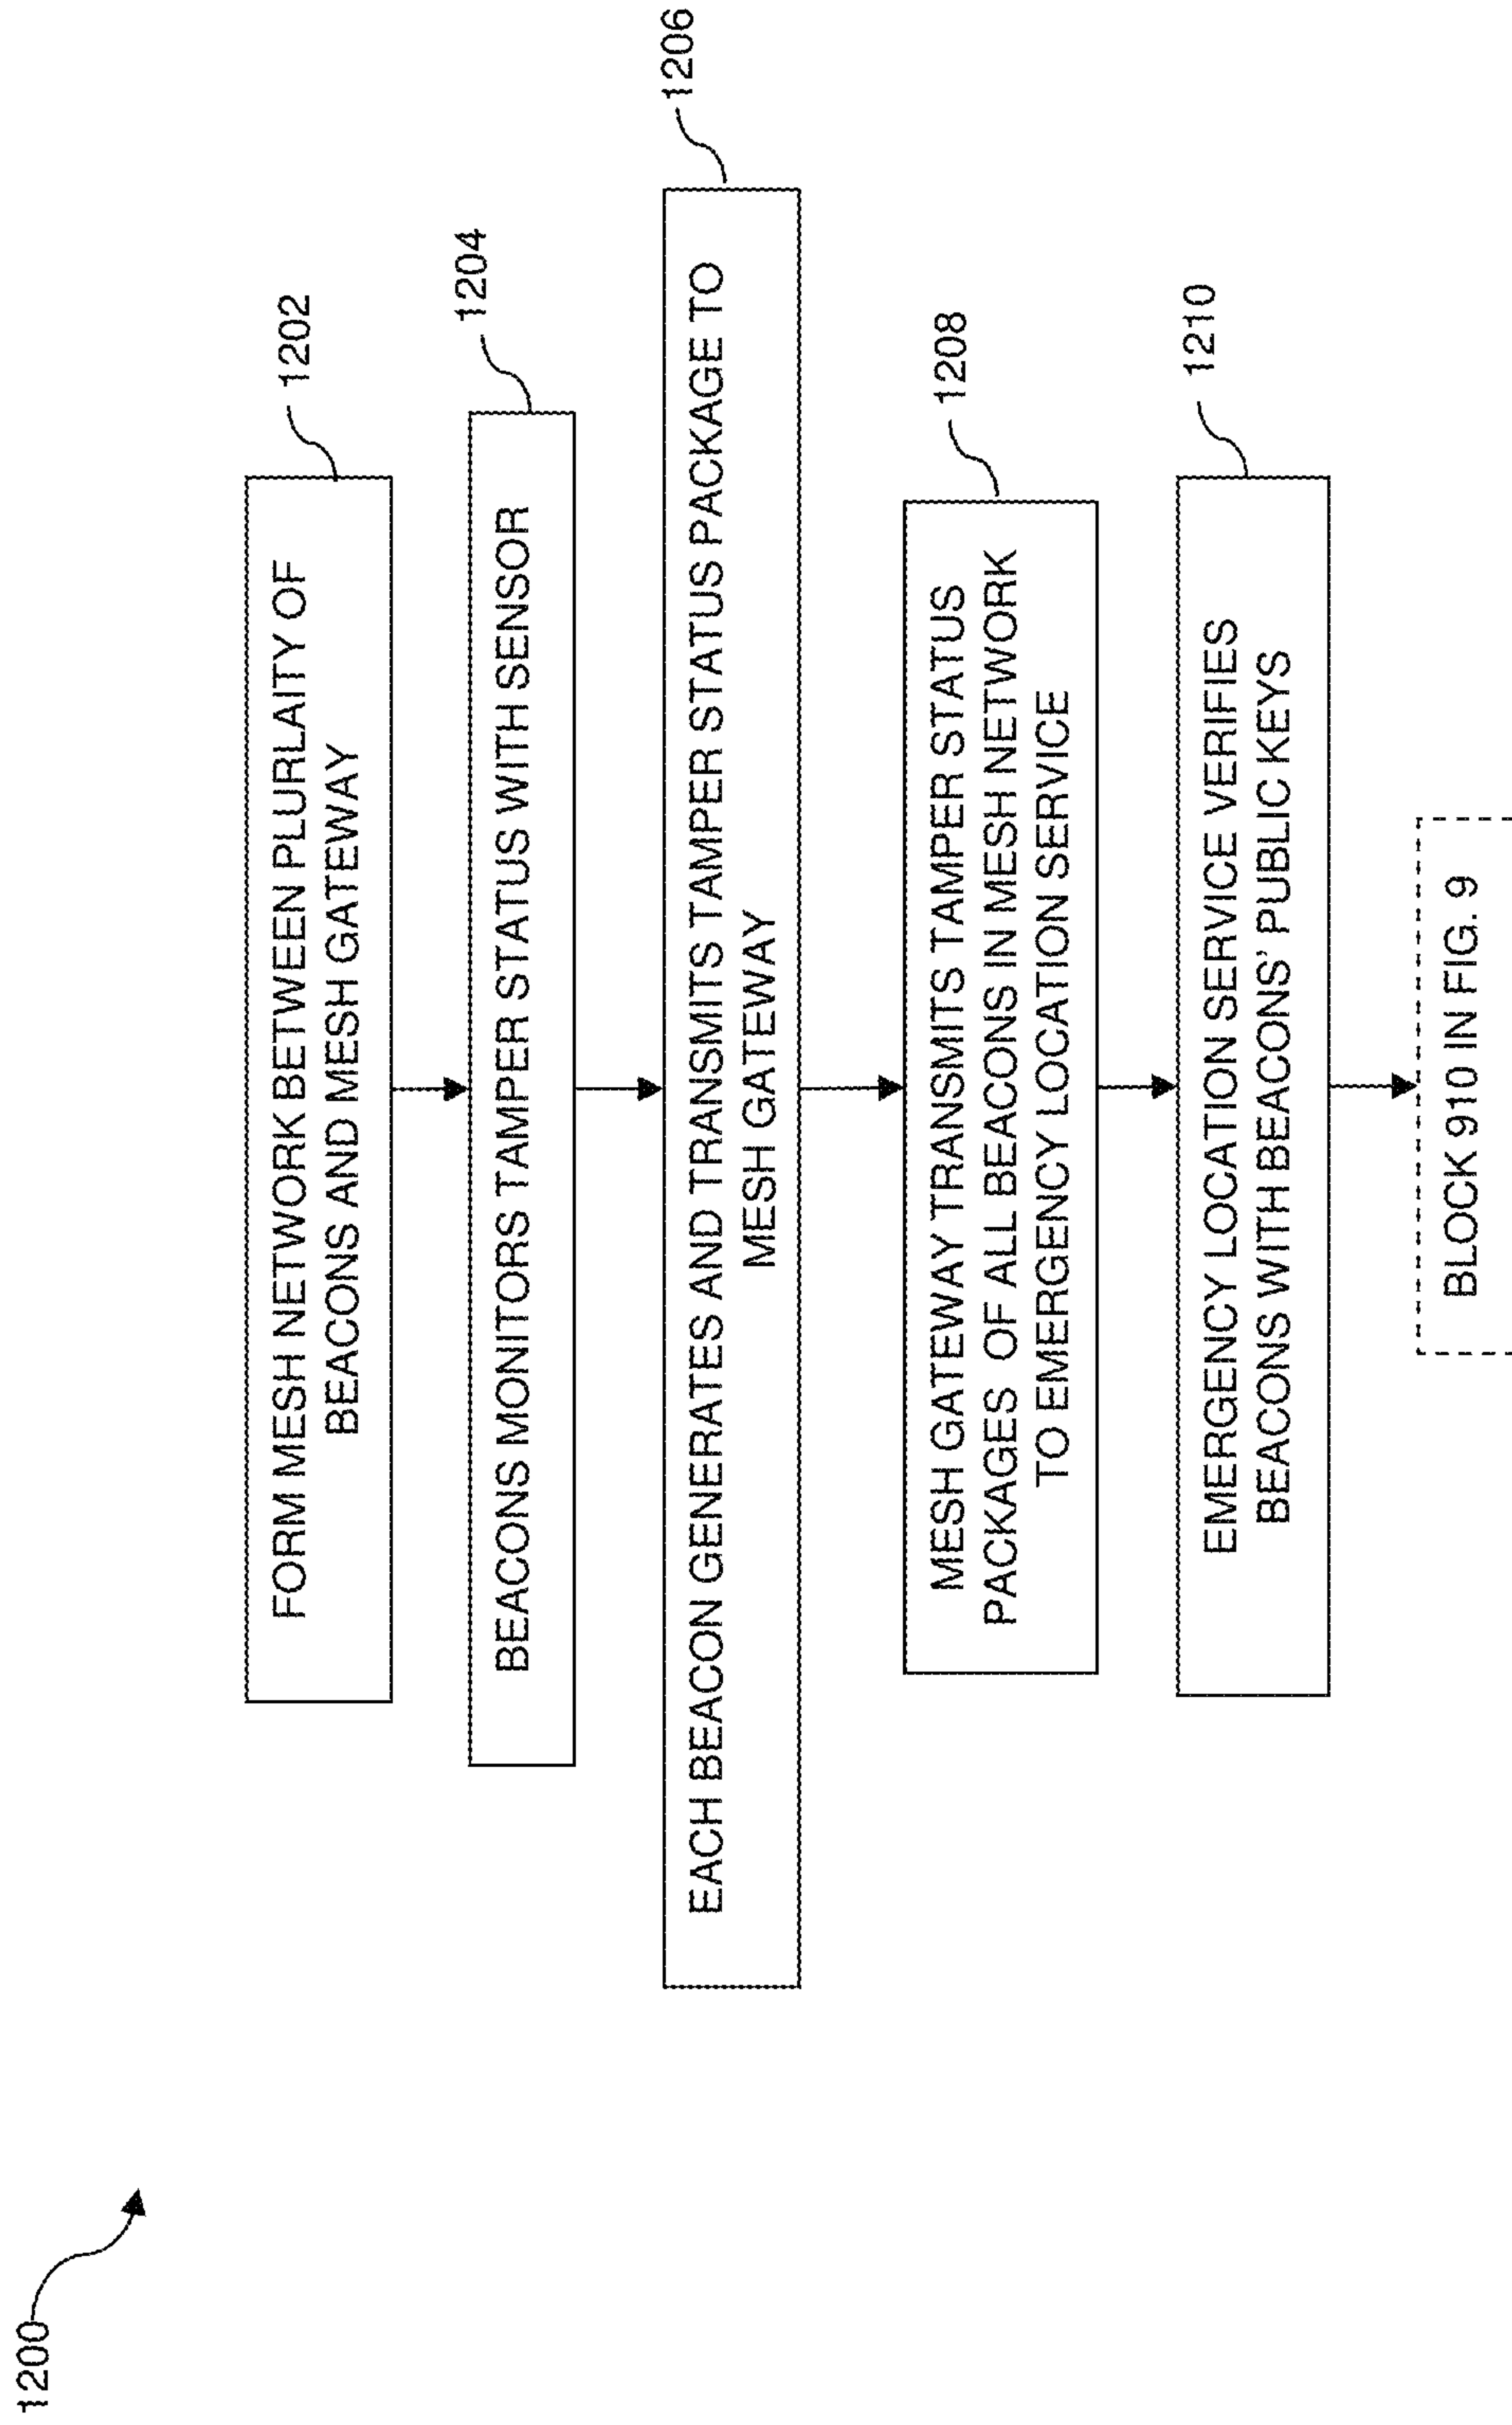 1200
FORM MESH NETWORK BETWEEN PLURLAITY OF
BEACONS AND MESH GATEWAY
1202
BEACONS MONITORS TAMPER STATUS WITH SENSOR
1204
EACH BEACON GENERATES AND TRANSMITS TAMPER STATUS PACKAGE TO
MESH GATEWAY
1206
MESH GATEWAY TRANSMITS TAMPER STATUS
PACKAGES OF ALL BEACONS IN MESH NETWORK
TO EMERGENCY LOCATION SERVICE
1208
EMERGENCY LOCATION SERVICE VERIFIES
BEACONS WITH BEACONS' PUBLIC KEYS
1210
BLOCK 910 IN FIG. 9